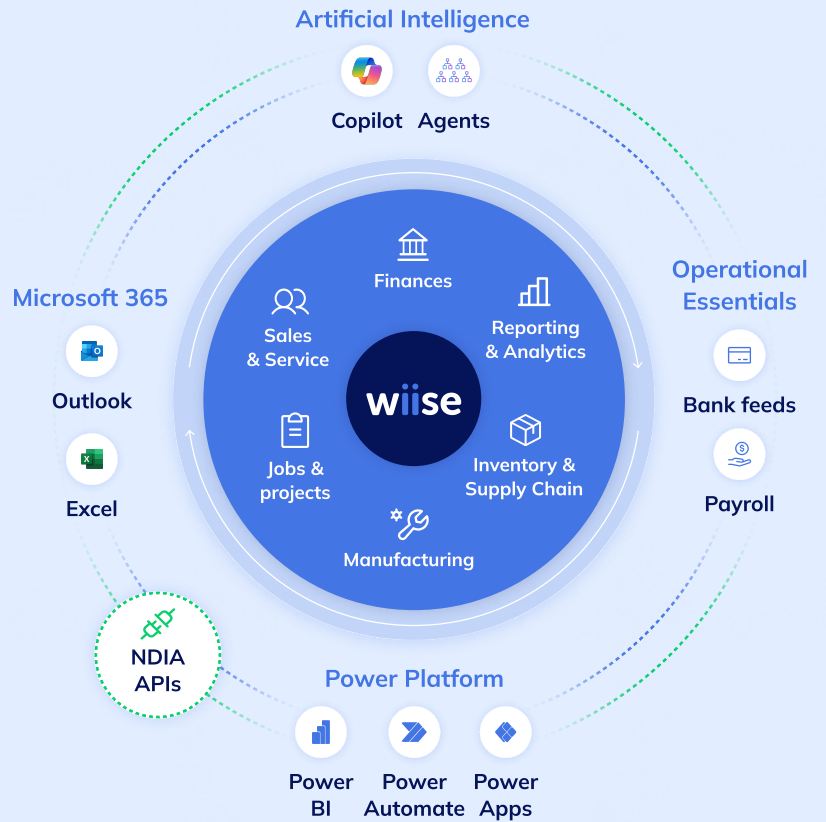 Artificial Intelligence
Copilot
Agents
Operational
Essentials
Bank feeds
Payroll
Microsoft 365
Outlook
Excel
Finances
Reporting
& Analytics
Inventory &
Supply Chain
Manufacturing
Jobs &
projects
Sales
& Service
wiise
NDIA
APIs
Power Platform
Power
BI
Power
Automate
Power
Apps